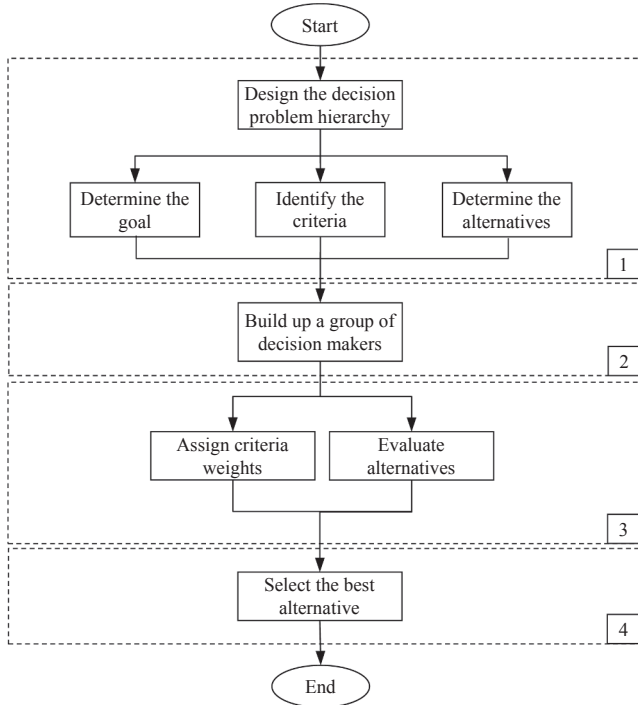 Start
Design the decision
problem hierarchy
Determine the
goal
Identify the
criteria
Determine the
alternatives
1
Build up a group of
decision makers
2
Assign criteria
weights
Evaluate
alternatives
3
Select the best
alternative
4
End